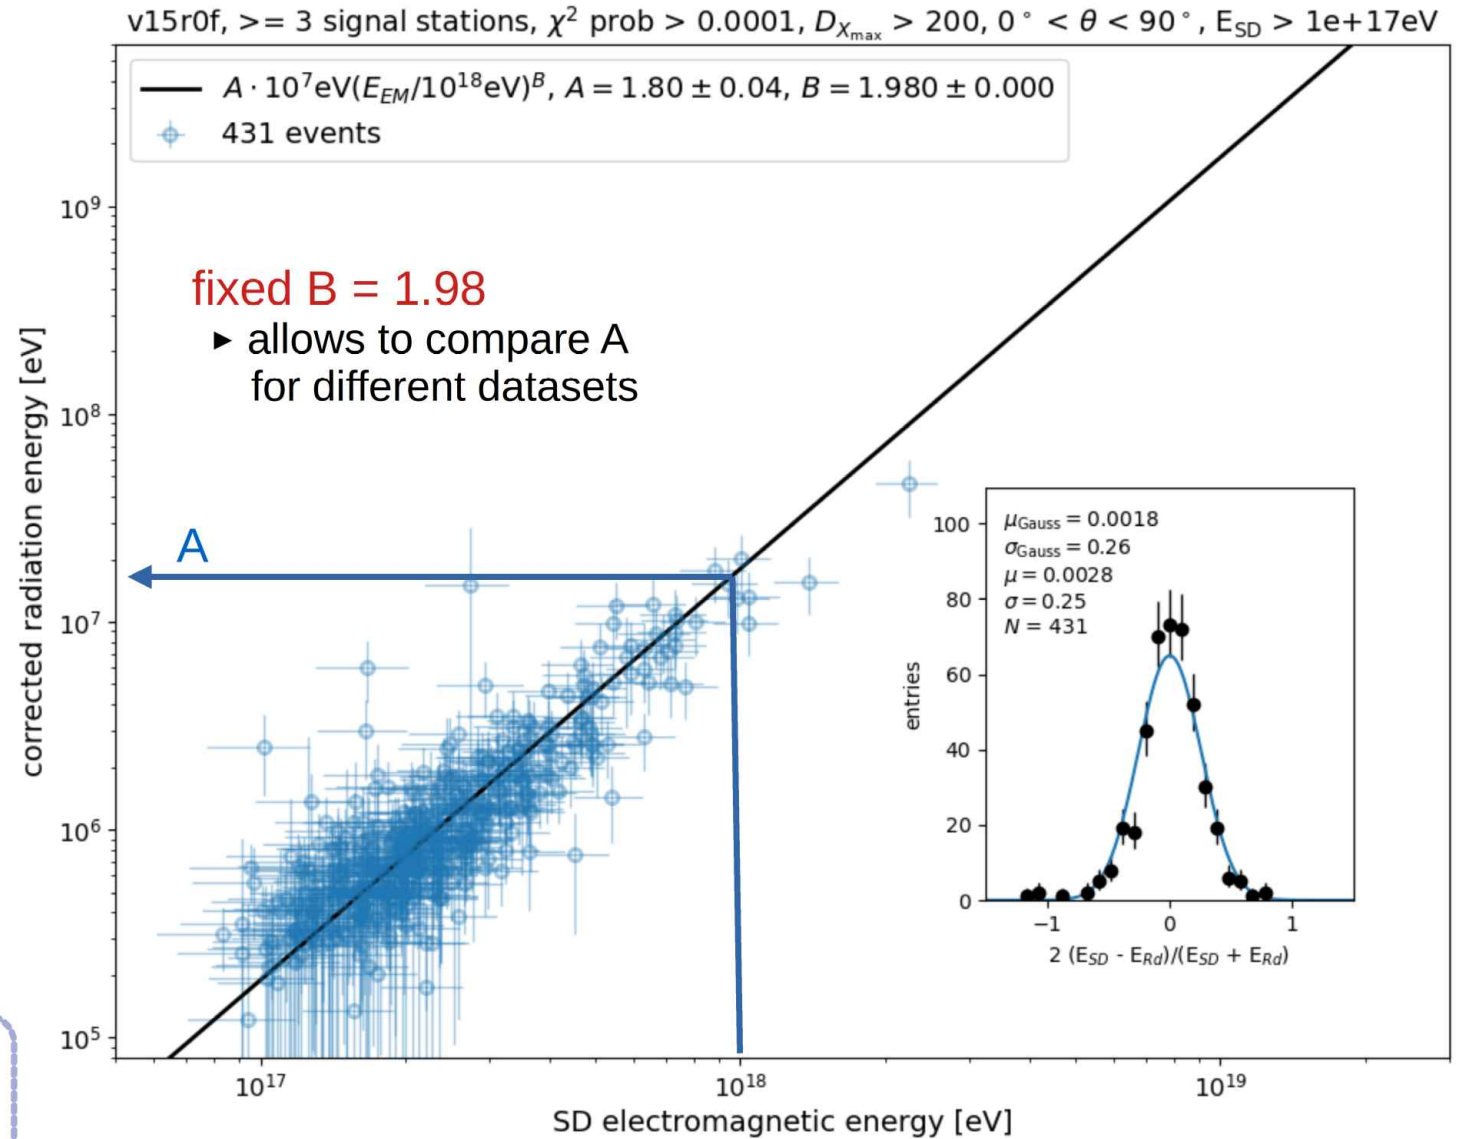 v15r0f, >= 3 signal stations, χ² prob > 0.0001, D_{X_max} > 200, 0° < θ < 90°, E_SD > 1e+17eV
A · 10⁷eV(E_EM/10¹⁸eV)^B, A = 1.80 ± 0.04, B = 1.980 ± 0.000
431 events
fixed B = 1.98
► allows to compare A
for different datasets
A
corrected radiation energy [eV]
10⁹
10⁸
10⁷
10⁶
10⁵
10¹⁷
10¹⁸
10¹⁹
SD electromagnetic energy [eV]
μ_Gauss = 0.0018
σ_Gauss = 0.26
μ = 0.0028
σ = 0.25
N = 431
entries
100
80
60
40
20
0
−1
0
1
2 (E_SD - E_Rd)/(E_SD + E_Rd)